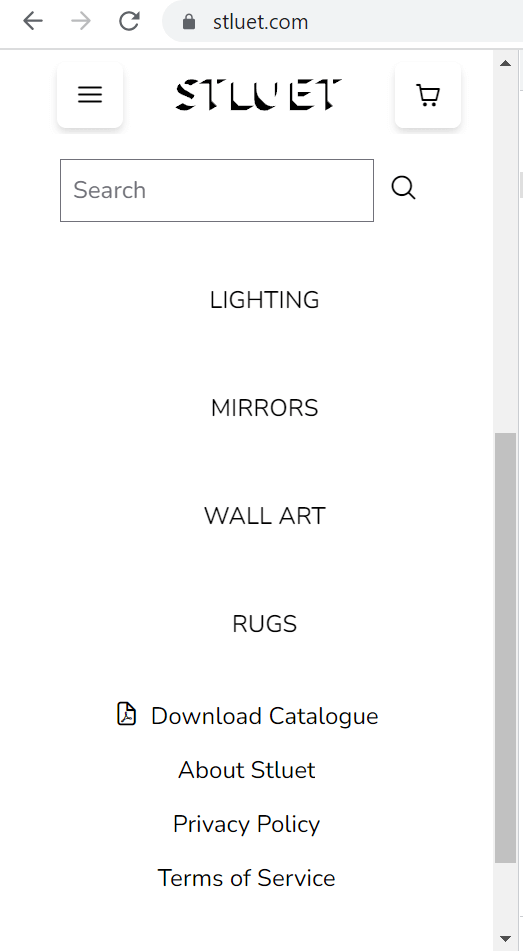 stluet.com
STLUET
Search
LIGHTING
MIRRORS
WALL ART
RUGS
Download Catalogue
About Stluet
Privacy Policy
Terms of Service